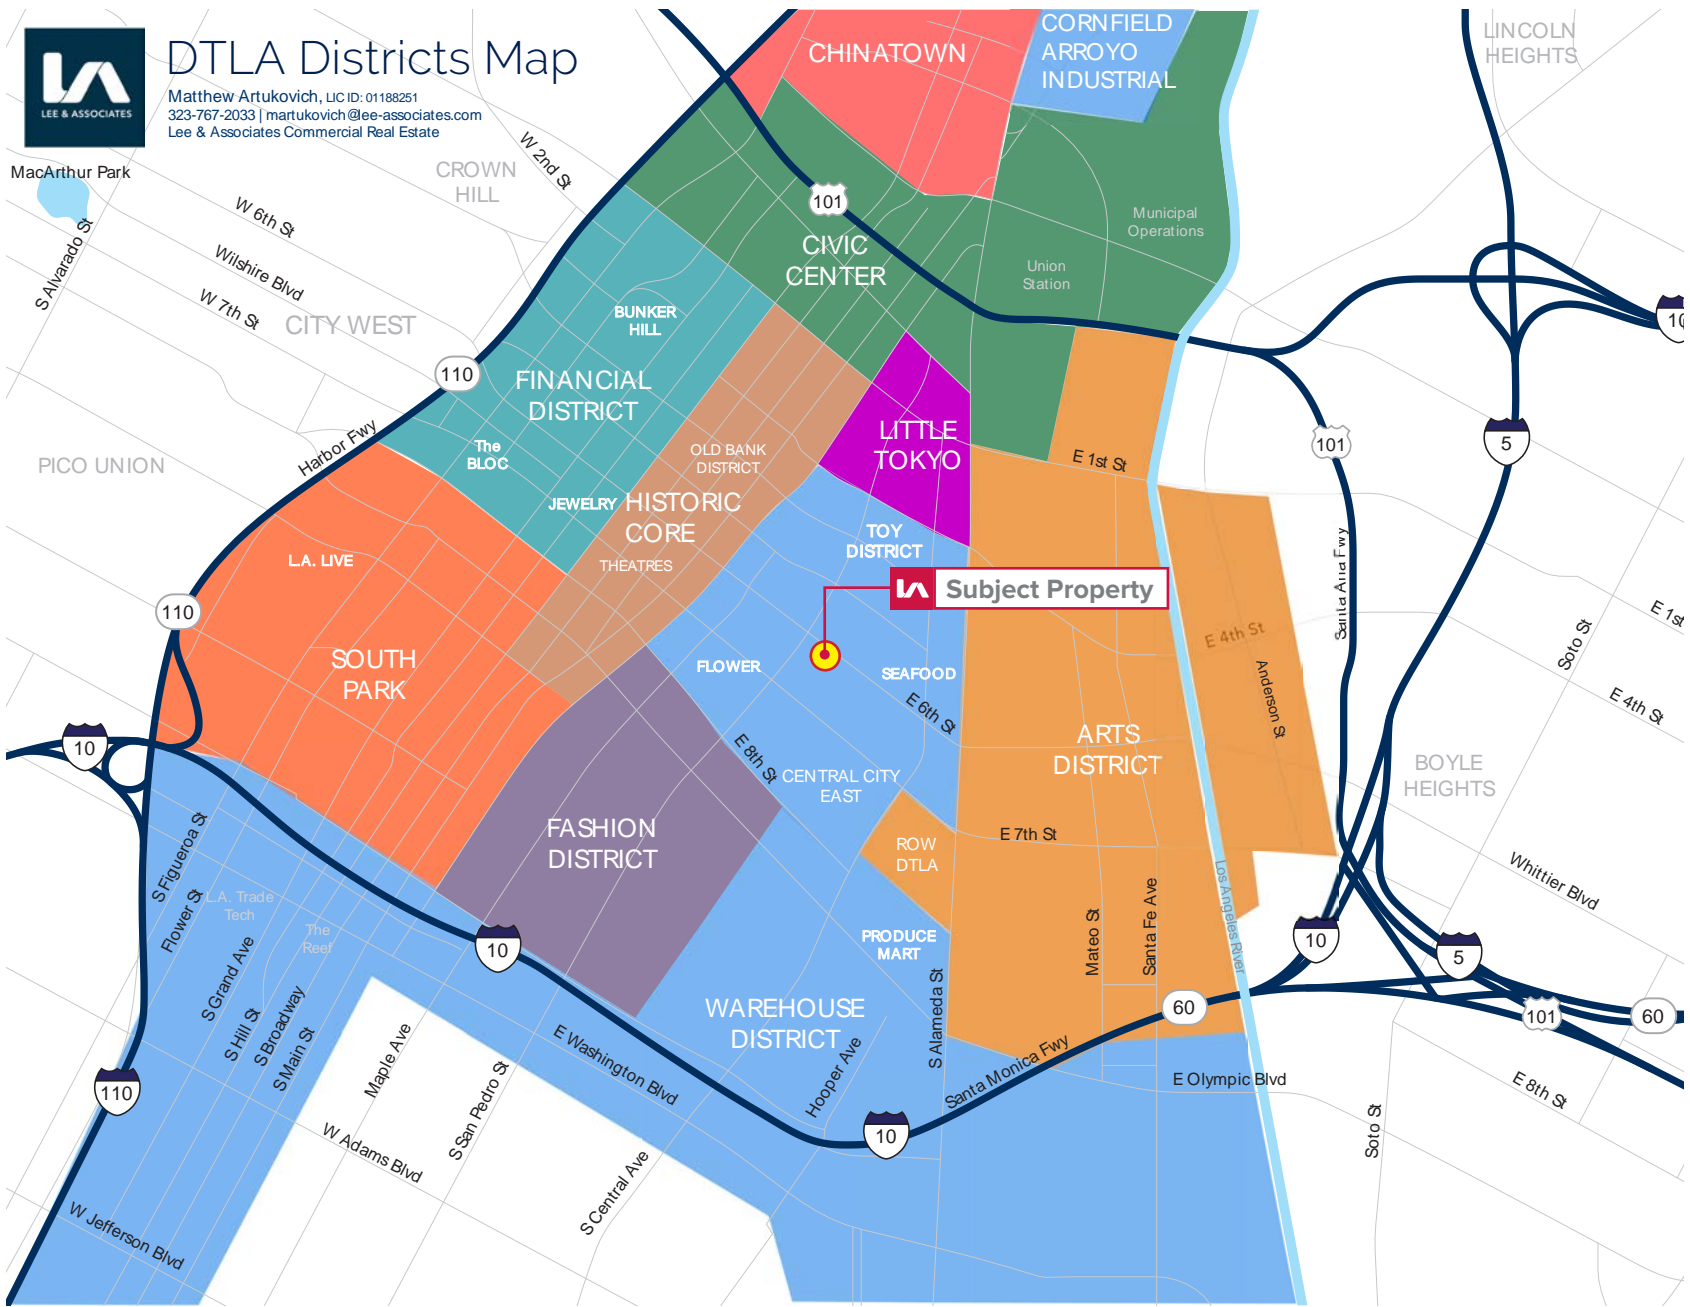 LEE & ASSOCIATES
DTLA Districts Map
Matthew Artukovich, LIC ID: 01188251
323-767-2033 | martukovich@lee-associates.com
Lee & Associates Commercial Real Estate
MacArthur Park
CHINATOWN
CORNFIELD
ARROYO
INDUSTRIAL
LINCOLN
HEIGHTS
CROWN
HILL
W 2nd St
W 6th St
Wilshire Blvd
W 7th St
S Alvarado St
CITY WEST
101
CIVIC
CENTER
Municipal
Operations
Union
Station
10
BUNKER
HILL
110
FINANCIAL
DISTRICT
The
BLOC
JEWELRY
Harbor Fwy
PICO UNION
OLD BANK
DISTRICT
HISTORIC
CORE
THEATRES
LITTLE
TOKYO
E 1st St
101
5
TOY
DISTRICT
Subject Property
Santa Ana Fwy
L.A. LIVE
110
SOUTH
PARK
FLOWER
SEAFOOD
E 6th St
E 4th St
Anderson St
Soto St
E 1st
E 4th St
10
E 8th St
CENTRAL CITY
EAST
ARTS
DISTRICT
BOYLE
HEIGHTS
FASHION
DISTRICT
ROW
DTLA
E 7th St
Whittier Blvd
S Figueroa St
Flower St
L.A. Trade
Tech
The
Reef
S Grand Ave
S Hill St
S Broadway
S Main St
10
PRODUCE
MART
Mateo St
Santa Fe Ave
Los Angeles River
10
5
WAREHOUSE
DISTRICT
S Alameda St
60
101
60
Maple Ave
S San Pedro St
E Washington Blvd
Hooper Ave
Santa Monica Fwy
E Olympic Blvd
E 8th St
110
10
W Adams Blvd
S Central Ave
Soto St
W Jefferson Blvd